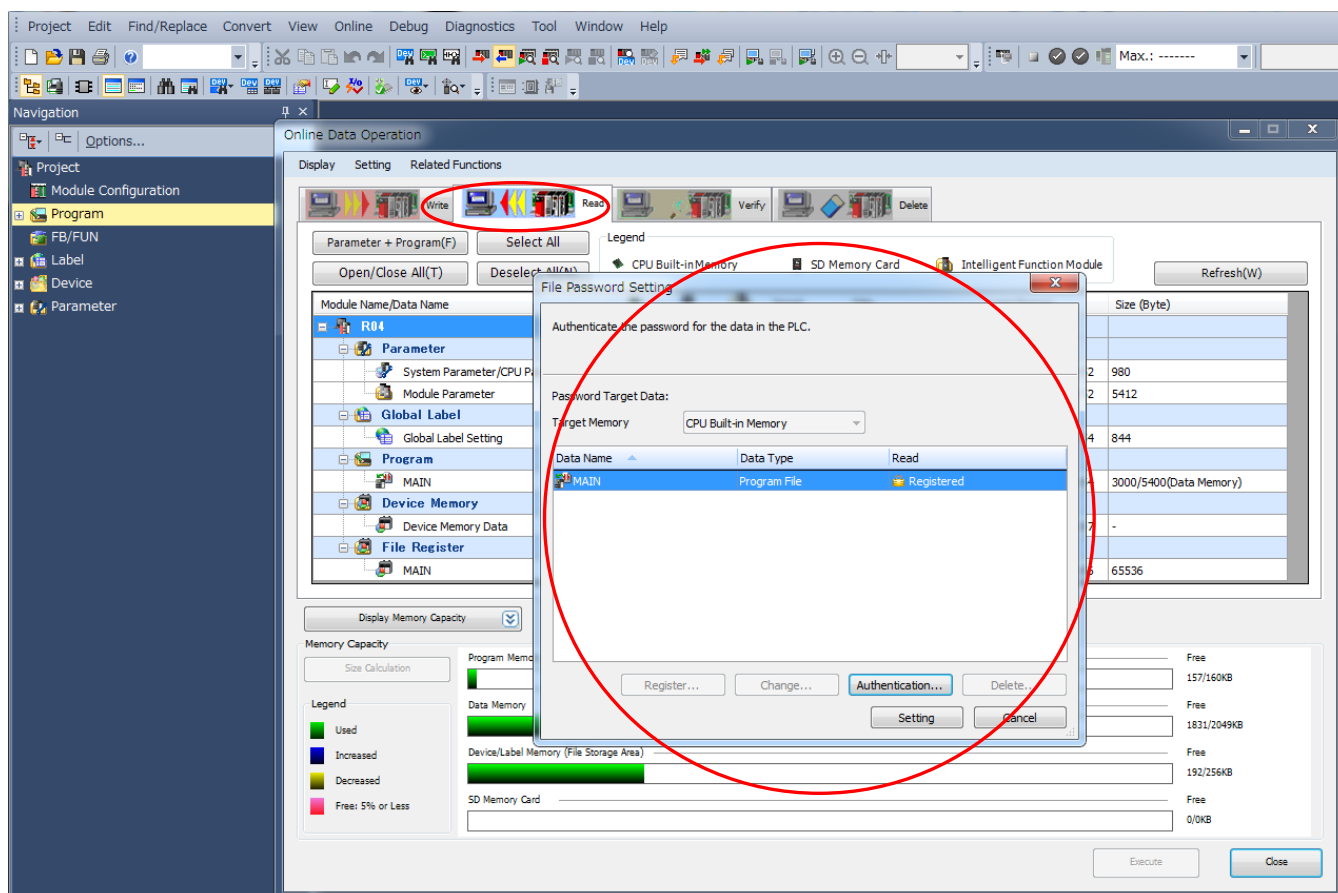 Project Edit Find/Replace Convert View Online Debug Diagnostics Tool Window Help
Max.: -------
Navigation
Options...
Project
Module Configuration
Program
FB/FUN
Label
Device
Parameter
Online Data Operation
Display Setting Related Functions
Write Read Verify Delete
Parameter + Program(F) Select All
Legend
CPU Built-in Memory SD Memory Card Intelligent Function Module
Open/Close All(T) Deselect All(N) Refresh(W)
Module Name/Data Name Size (Byte)
R04
Parameter
System Parameter/CPU 2 980
Module Parameter 2 5412
Global Label
Global Label Setting 4 844
Program
MAIN 3000/5400(Data Memory)
Device Memory
Device Memory Data 7 -
File Register
MAIN 65536
File Password Setting
Authenticate the password for the data in the PLC.
Password Target Data:
Target Memory CPU Built-in Memory
Data Name Data Type Read
MAIN Program File Registered
Register... Change... Authentication... Delete...
Setting Cancel
Display Memory Capacity
Memory Capacity
Size Calculation
Legend
Used
Increased
Decreased
Free: 5% or Less
Program Free
157/160KB
Data Memory Free
1831/2049KB
Device/Label Memory (File Storage Area) Free
192/256KB
SD Memory Card Free
0/0KB
Execute Close